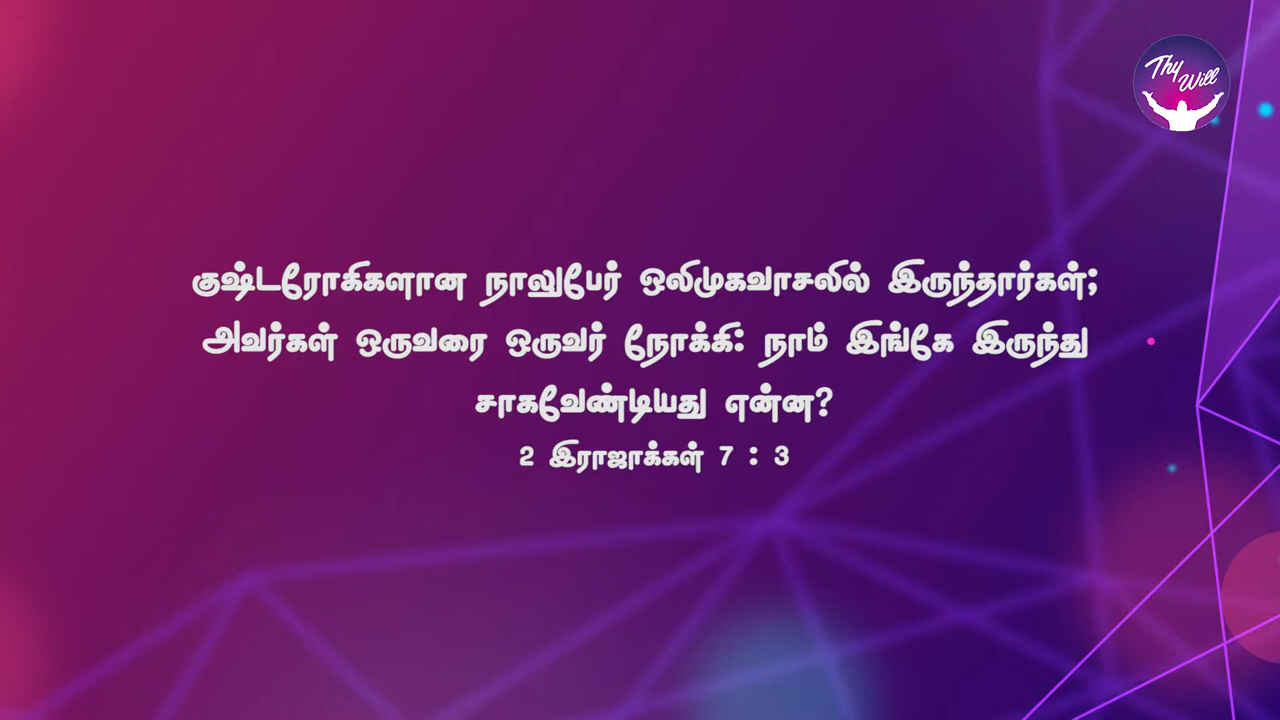 Thy
Will
குஷ்டரோகிகளான நாலுபேர் ஒலிமுகவாசலில் இருந்தார்கள்;
அவர்கள் ஒருவரை ஒருவர் நோக்கி: நாம் இங்கே இருந்து
சாகவேண்டியது என்ன?
2 இராஜாக்கள் 7 : 3